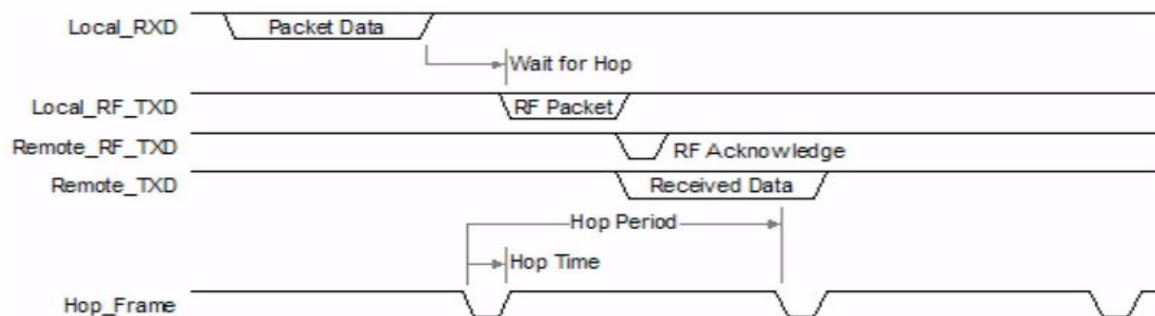 Local_RXD
Packet Data
Wait for Hop
Local_RF_TXD
RF Packet
Remote_RF_TXD
RF Acknowledge
Remote_TXD
Received Data
Hop Period
Hop Time
Hop_Frame